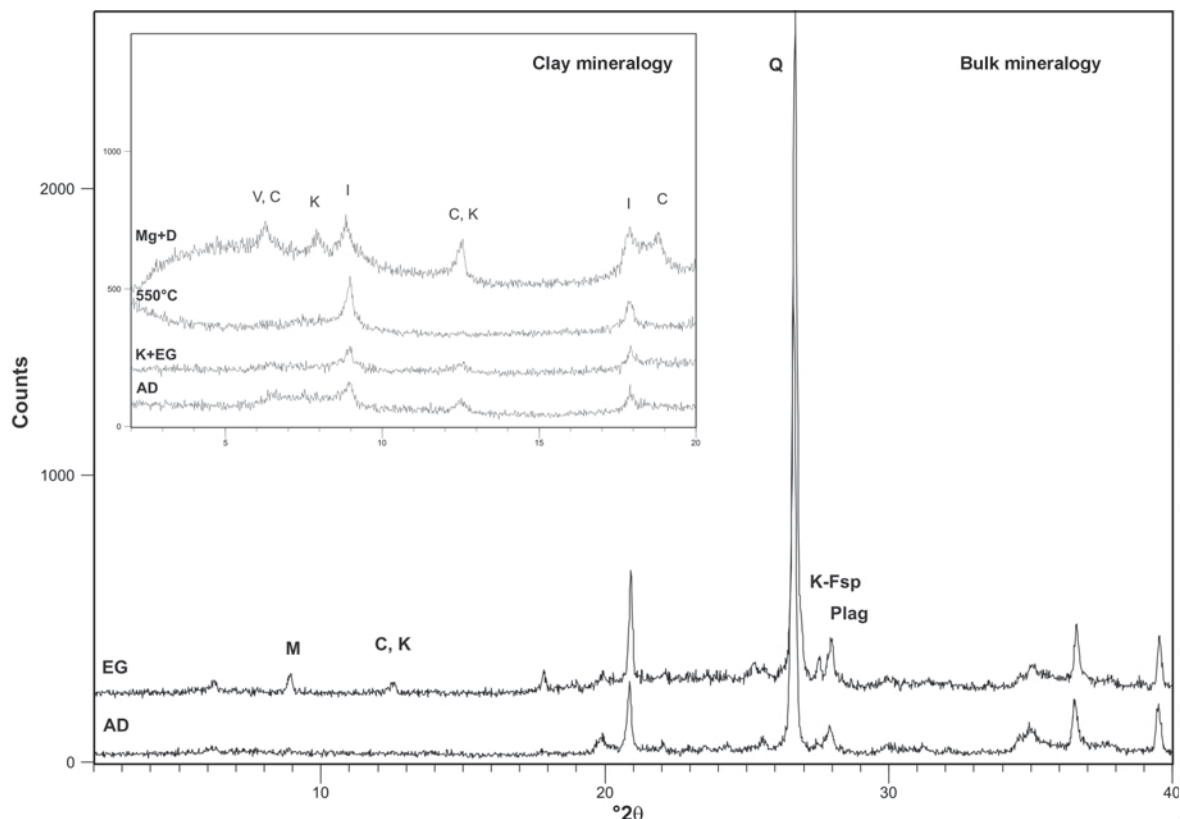 Clay mineralogy
Q
Bulk mineralogy
2000
1000
V, C
K
I
C, K
I
C
Mg+D
500
550°C
K+EG
AD
0
5
10
15
20
Counts
1000
K-Fsp
Plag
M
C, K
EG
AD
0
10
20
30
40
°2θ